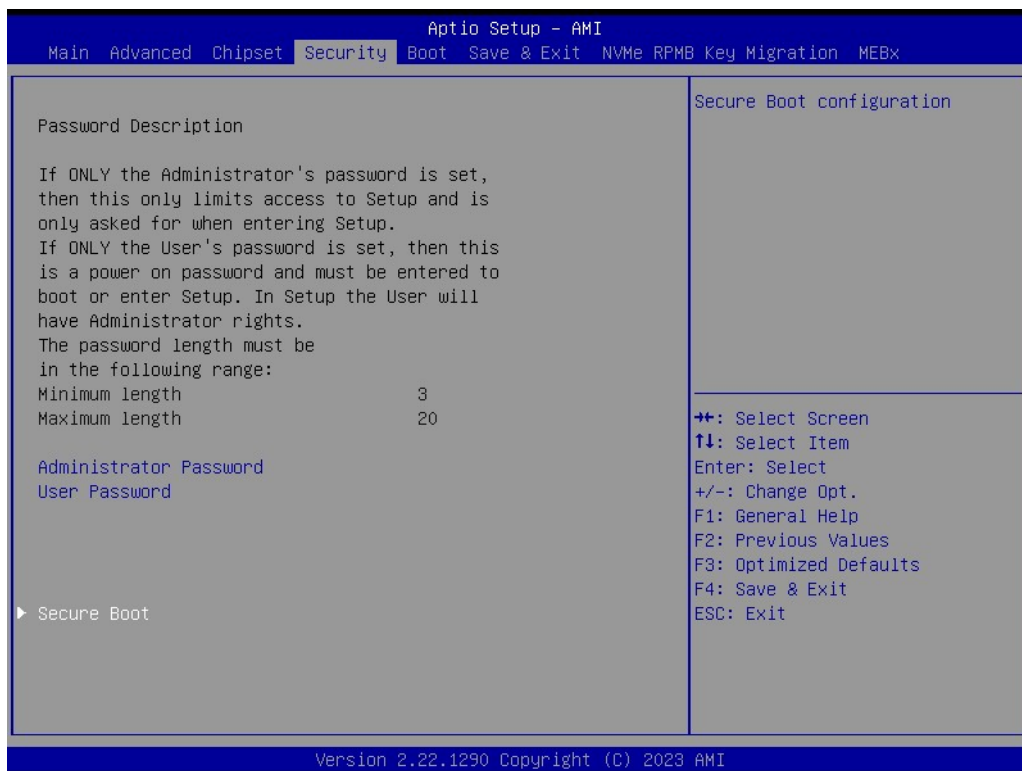 Aptio Setup - AMI
Main Advanced Chipset Security Boot Save & Exit NVMe RPMB Key Migration MEBx
Password Description
If ONLY the Administrator's password is set,
then this only limits access to Setup and is
only asked for when entering Setup.
If ONLY the User's password is set, then this
is a power on password and must be entered to
boot or enter Setup. In Setup the User will
have Administrator rights.
The password length must be
in the following range:
Minimum length 3
Maximum length 20
Administrator Password
User Password
▶ Secure Boot
Secure Boot configuration
→←: Select Screen
↑↓: Select Item
Enter: Select
+/-: Change Opt.
F1: General Help
F2: Previous Values
F3: Optimized Defaults
F4: Save & Exit
ESC: Exit
Version 2.22.1290 Copyright (C) 2023 AMI